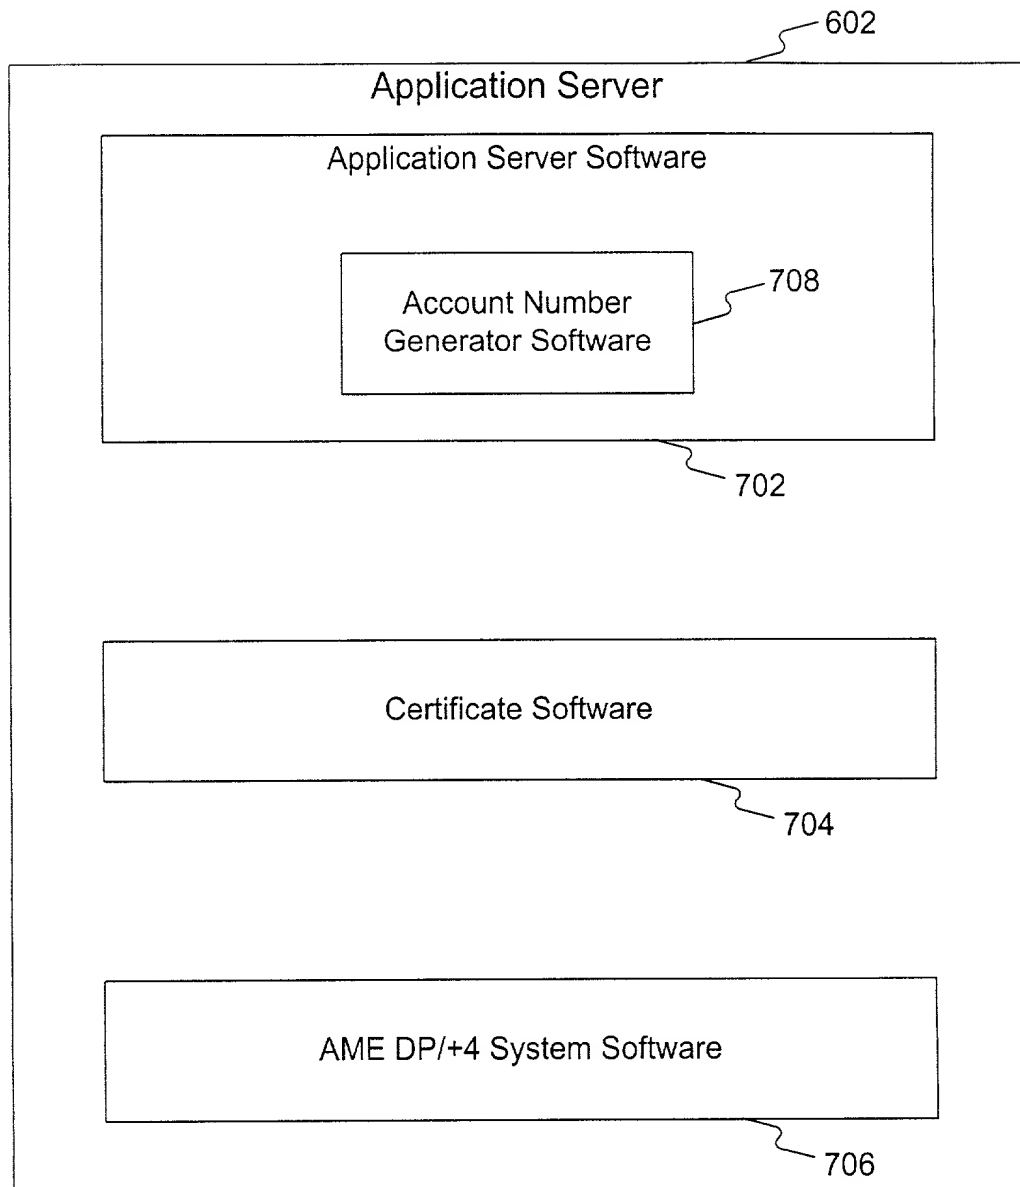 602
Application Server
Application Server Software
Account Number
Generator Software
708
702
Certificate Software
704
AME DP/+4 System Software
706